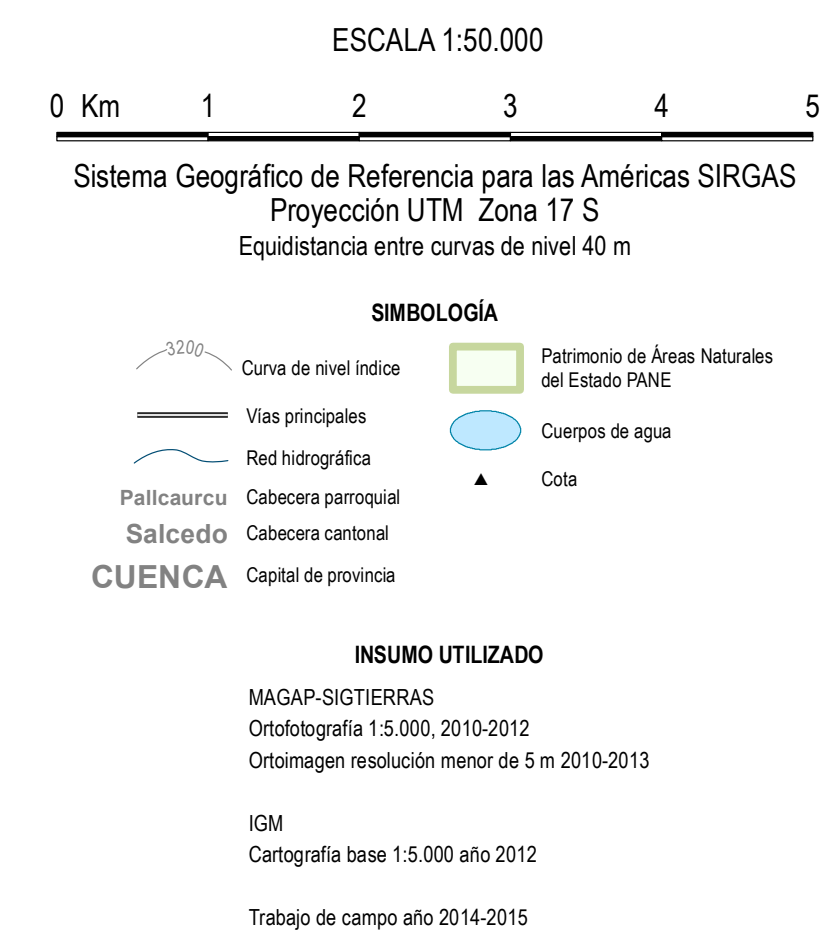 ESCALA 1:50.000
0 Km 1 2 3 4 5
Sistema Geográfico de Referencia para las Américas SIRGAS
Proyección UTM Zona 17 S
Equidistancia entre curvas de nivel 40 m
SIMBOLOGÍA
3200 Curva de nivel índice
Vías principales
Red hidrográfica
Pallcaurcu Cabecera parroquial
Salcedo Cabecera cantonal
CUENCA Capital de provincia
Patrimonio de Áreas Naturales
del Estado PANE
Cuerpos de agua
Cota
INSUMO UTILIZADO
MAGAP-SIGTIERRAS
Ortofotografía 1:5.000, 2010-2012
Ortoimagen resolución menor de 5 m 2010-2013
IGM
Cartografía base 1:5.000 año 2012
Trabajo de campo año 2014-2015